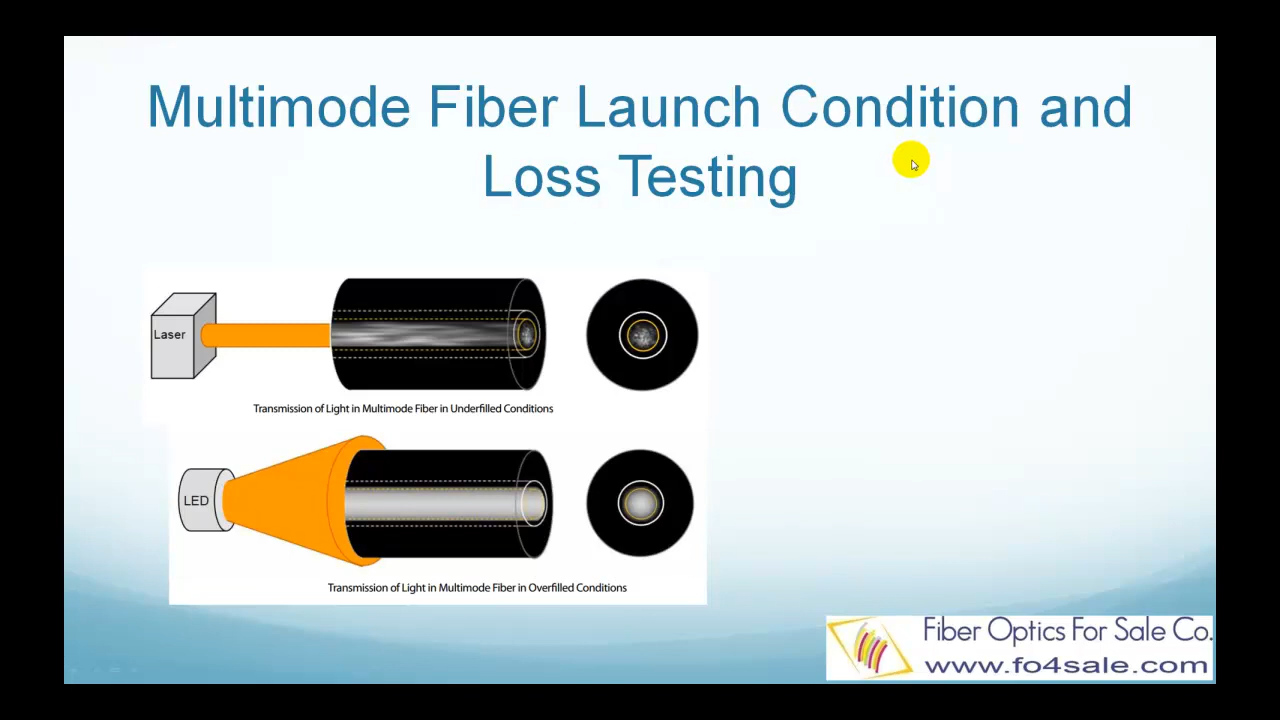 Multimode Fiber Launch Condition and
Loss Testing
Laser
Transmission of Light in Multimode Fiber in Underfilled Conditions
LED
Transmission of Light in Multimode Fiber in Overfilled Conditions
Fiber Optics For Sale Co.
www.fo4sale.com